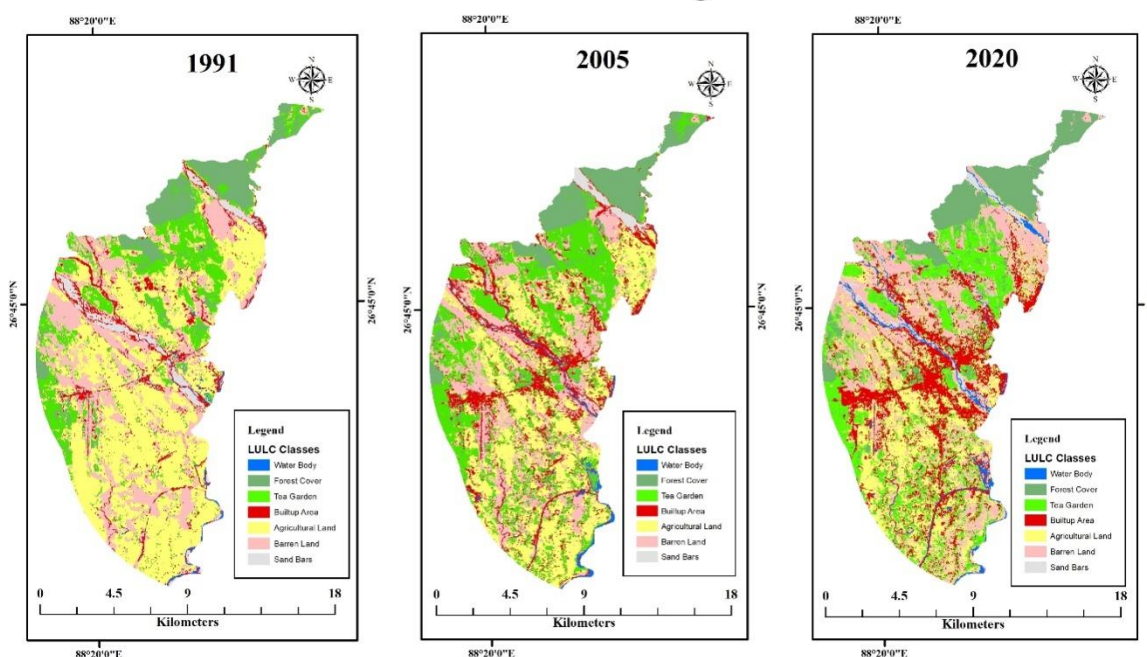 88°20'0"E
1991
N
W E
S
26°45'0"N
26°45'0"N
Legend
LULC Classes
Water Body
Forest Cover
Tea Garden
Builtup Area
Agricultural Land
Barren Land
Sand Bars
0 4.5 9 18
Kilometers
88°20'0"E
88°20'0"E
2005
N
W E
S
26°45'0"N
26°45'0"N
Legend
LULC Classes
Water Body
Forest Cover
Tea Garden
Builtup Area
Agricultural Land
Barren Land
Sand Bars
0 4.5 9 18
Kilometers
88°20'0"E
88°20'0"E
2020
N
W E
S
26°45'0"N
26°45'0"N
Legend
LULC Classes
Water Body
Forest Cover
Tea Garden
Builtup Area
Agricultural Land
Barren Land
Sand Bars
0 4.5 9 18
Kilometers
88°20'0"E